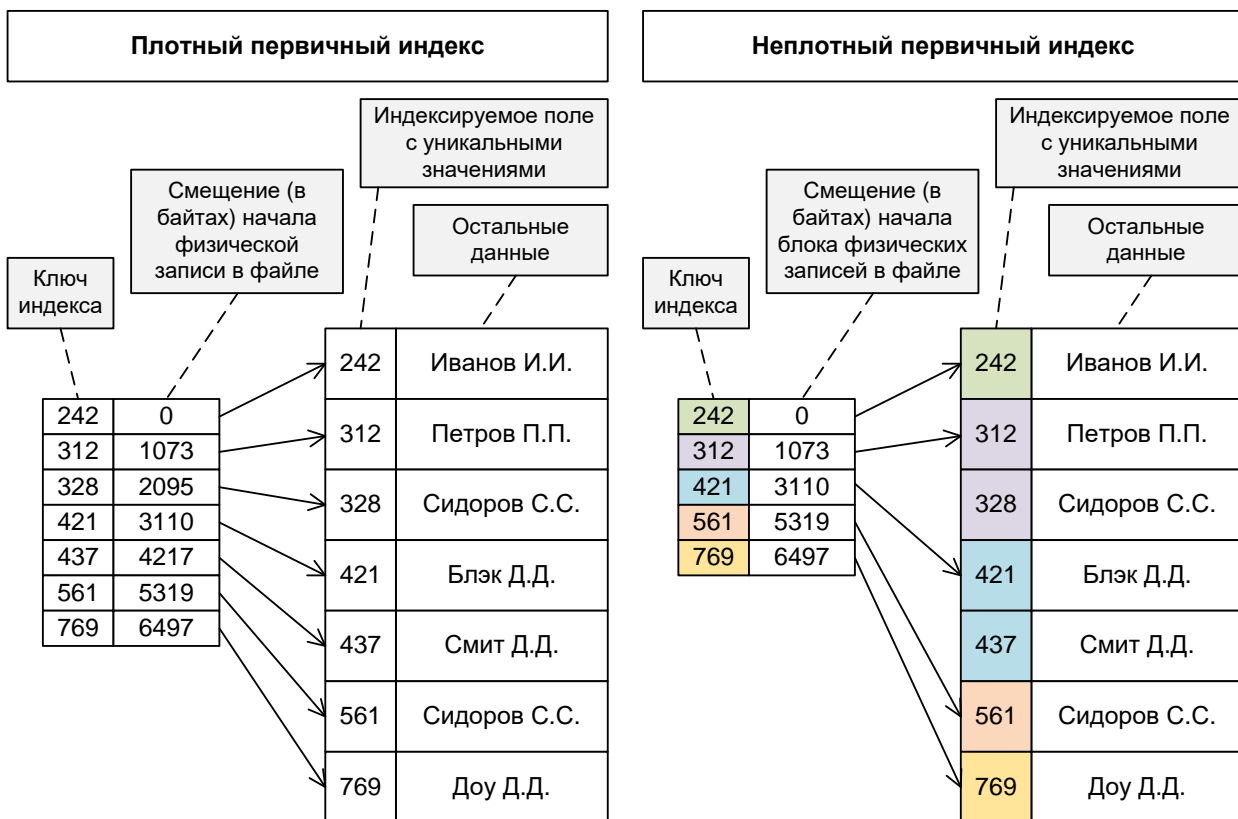 Плотный первичный индекс
Индексируемое поле
с уникальными
значениями
Смещение (в
байтах) начала
физической
записи в файле
Остальные
данные
Ключ
индекса
242 0
312 1073
328 2095
421 3110
437 4217
561 5319
769 6497
242 Иванов И.И.
312 Петров П.П.
328 Сидоров С.С.
421 Блэк Д.Д.
437 Смит Д.Д.
561 Сидоров С.С.
769 Доу Д.Д.
Неплотный первичный индекс
Индексируемое поле
с уникальными
значениями
Смещение (в
байтах) начала
блока физических
записей в файле
Остальные
данные
Ключ
индекса
242 0
312 1073
421 3110
561 5319
769 6497
242 Иванов И.И.
312 Петров П.П.
328 Сидоров С.С.
421 Блэк Д.Д.
437 Смит Д.Д.
561 Сидоров С.С.
769 Доу Д.Д.